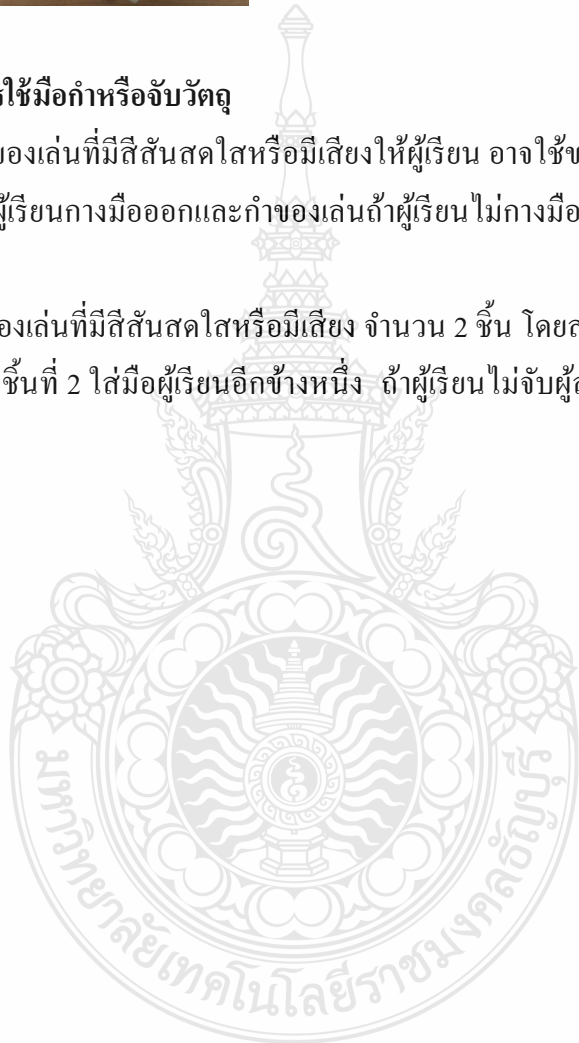 ใช้มือกำหรือจับวัตถุ
ของเล่นที่มีสีสันสดใสหรือมีเสียงให้ผู้เรียน อาจใช้
ผู้เรียนกางมือออกและกำของเล่นถ้าผู้เรียนไม่กางมือ
ของเล่นที่มีสีสันสดใสหรือมีเสียง จำนวน 2 ชิ้น โดย
ชิ้นที่ 2 ใส่มือผู้เรียนอีกข้างหนึ่ง ถ้าผู้เรียนไม่จับ
มหาวิทยาลัยเทคโนโลยีราชมงคลธัญบุรี